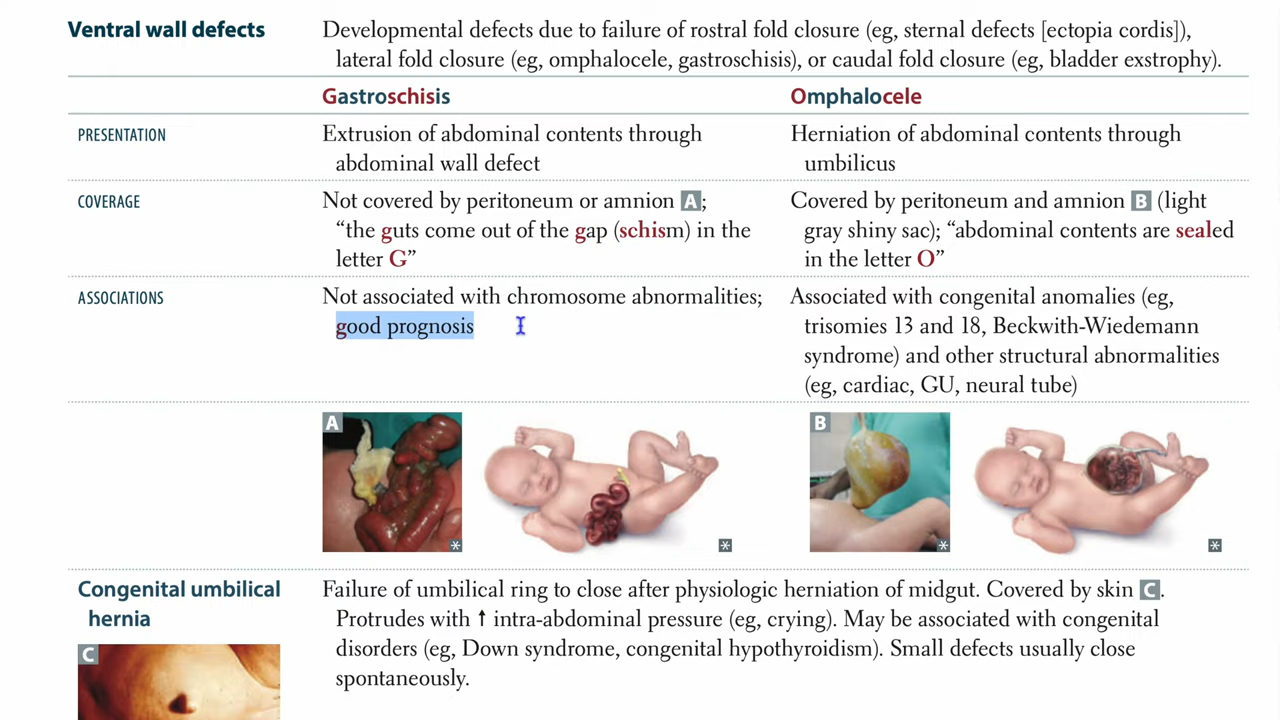 Ventral wall defects
Developmental defects due to failure of rostral fold closure (eg, sternal defects [ectopia cordis]),
lateral fold closure (eg, omphalocele, gastroschisis), or caudal fold closure (eg, bladder exstrophy).
Gastroschisis
Omphalocele
PRESENTATION
Extrusion of abdominal contents through
abdominal wall defect
Herniation of abdominal contents through
umbilicus
COVERAGE
Not covered by peritoneum or amnion A;
“the guts come out of the gap (schism) in the
letter G”
Covered by peritoneum and amnion B (light
gray shiny sac); “abdominal contents are sealed
in the letter O”
ASSOCIATIONS
Not associated with chromosome abnormalities;
good prognosis
Associated with congenital anomalies (eg,
trisomies 13 and 18, Beckwith-Wiedemann
syndrome) and other structural abnormalities
(eg, cardiac, GU, neural tube)
A
B
Congenital umbilical
hernia
Failure of umbilical ring to close after physiologic herniation of midgut. Covered by skin C.
Protrudes with ↑ intra-abdominal pressure (eg, crying). May be associated with congenital
disorders (eg, Down syndrome, congenital hypothyroidism). Small defects usually close
spontaneously.
C